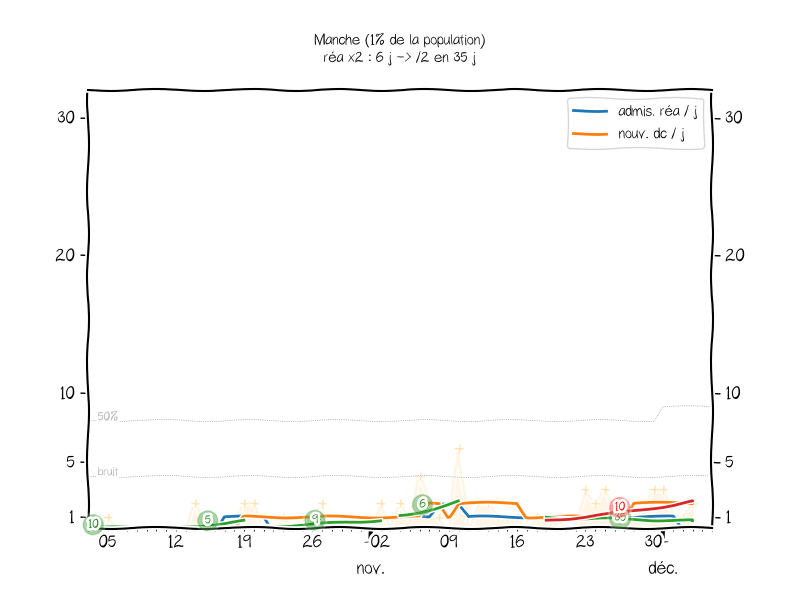 Manche (1% de la population)
réa x2 : 6 j -> /2 en 35 j
admis. réa / j
nouv. dc / j
30 30
20 20
10 10
50%
5 5
bruit
1 1
10 5 9 6 10 35
05 12 19 26 02 09 16 23 30
nov. déc.